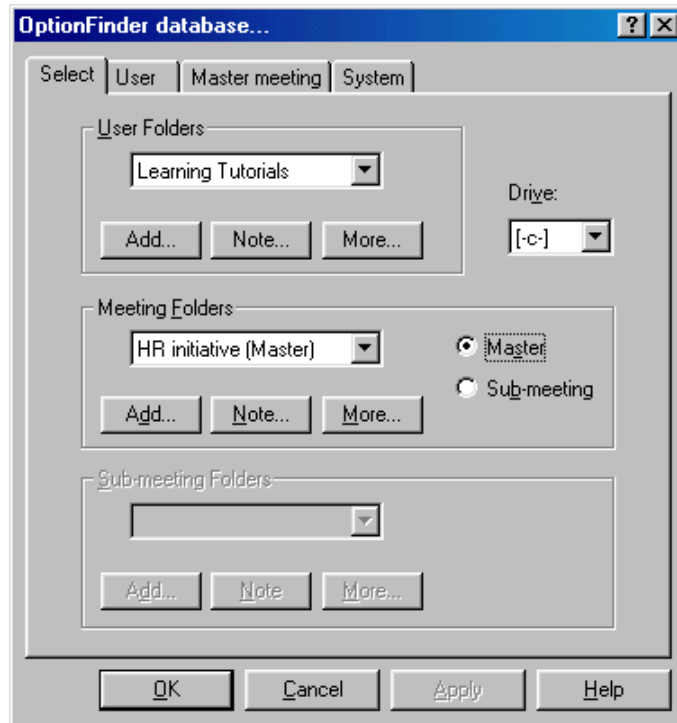 OptionFinder database...
Select User Master meeting System
User Folders
Learning Tutorials
Drive:
Add... Note... More... [-c-]
Meeting Folders
HR initiative (Master) Master
Sub-meeting
Add... Note... More...
Sub-meeting Folders
Add... Note More...
OK Cancel Apply Help